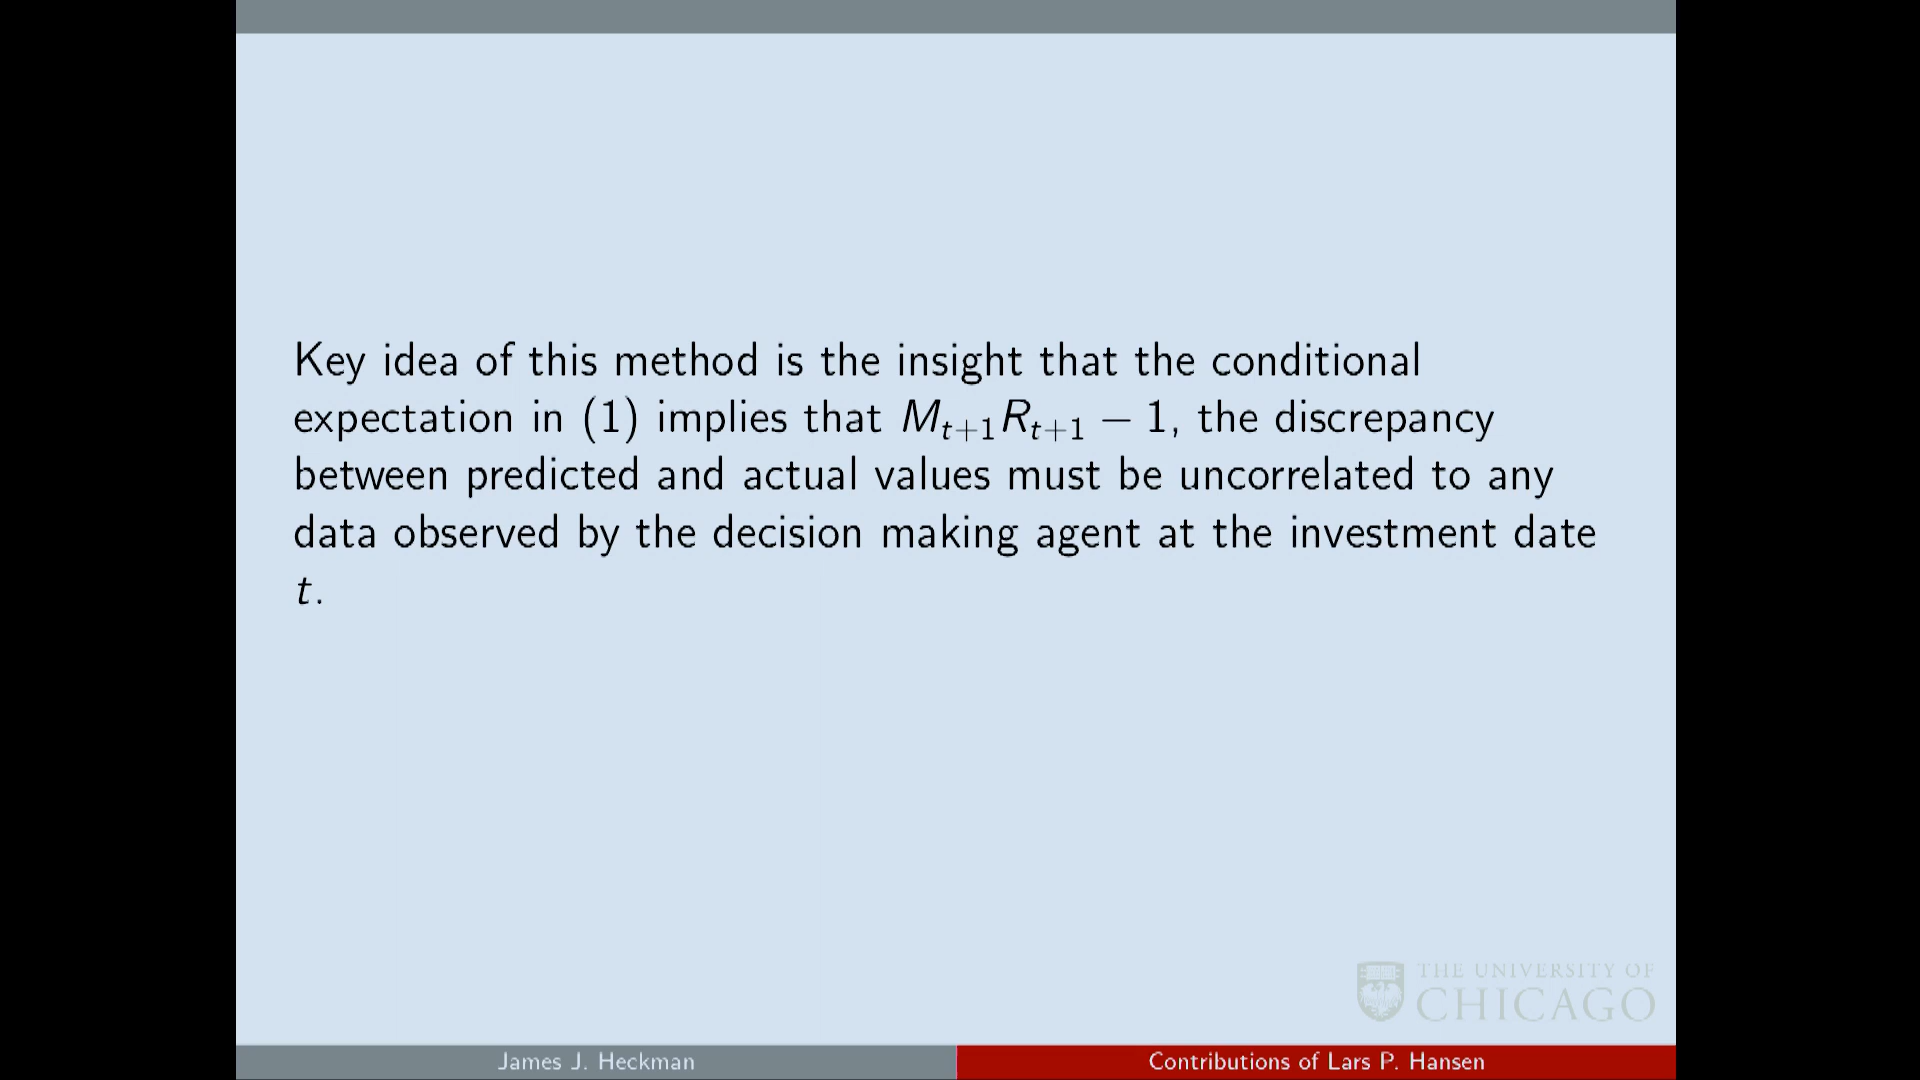 Key idea of this method is the insight that the conditional
expectation in (1) implies that M_{t+1}R_{t+1} − 1, the discrepancy
between predicted and actual values must be uncorrelated to any
data observed by the decision making agent at the investment date
t.
THE UNIVERSITY OF
CHICAGO
James J. Heckman
Contributions of Lars P. Hansen